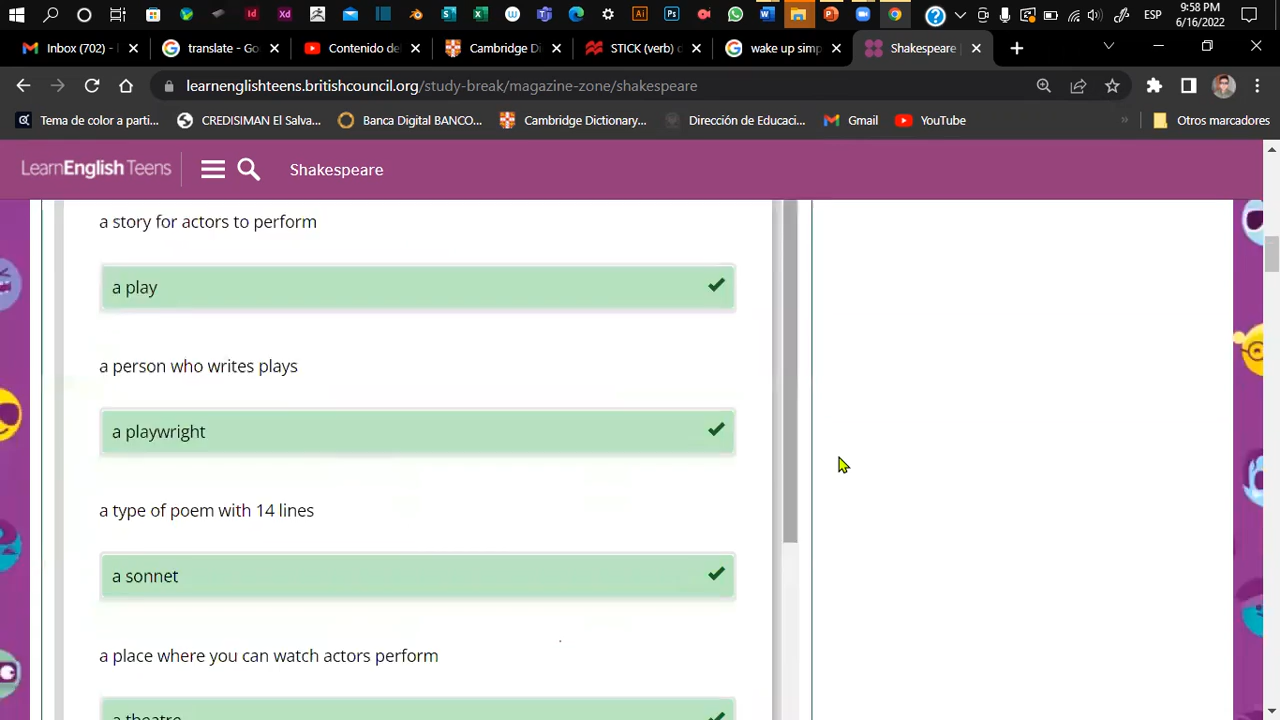 ESP
9:58 PM
6/16/2022
Inbox (702) -
translate - Go
Contenido de
Cambridge Di
STICK (verb)
wake up simp
Shakespeare
learnenglishteens.britishcouncil.org/study-break/magazine-zone/shakespeare
Tema de color a parti...
CREDISIMAN El Salva...
Banca Digital BANCO...
Cambridge Dictionary...
Dirección de Educaci...
Gmail
YouTube
»
Otros marcadores
LearnEnglish Teens
Shakespeare
a story for actors to perform
a play
a person who writes plays
a playwright
a type of poem with 14 lines
a sonnet
a place where you can watch actors perform
a theatre